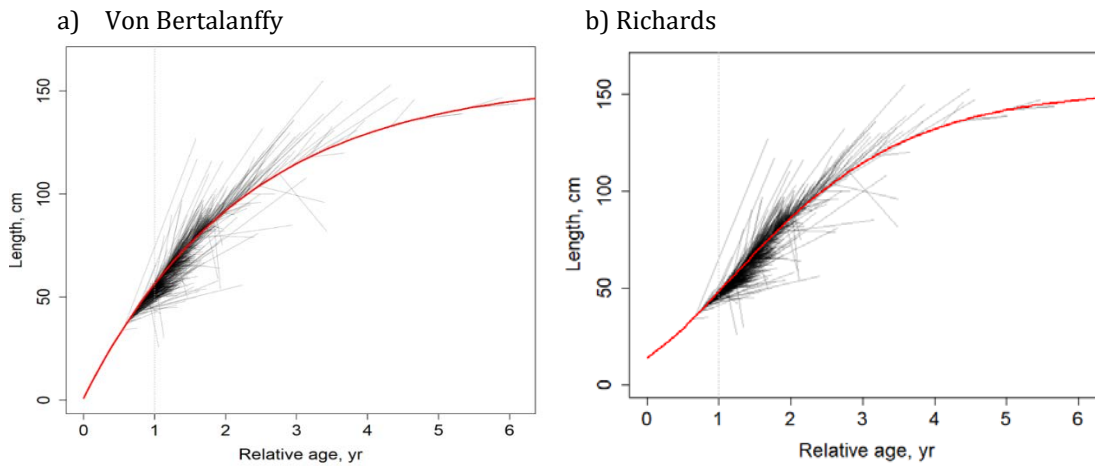 a) Von Bertalanffy
b) Richards
150
100
50
0
Length, cm
0 1 2 3 4 5 6
Relative age, yr
150
100
50
0
Length, cm
0 1 2 3 4 5 6
Relative age, yr